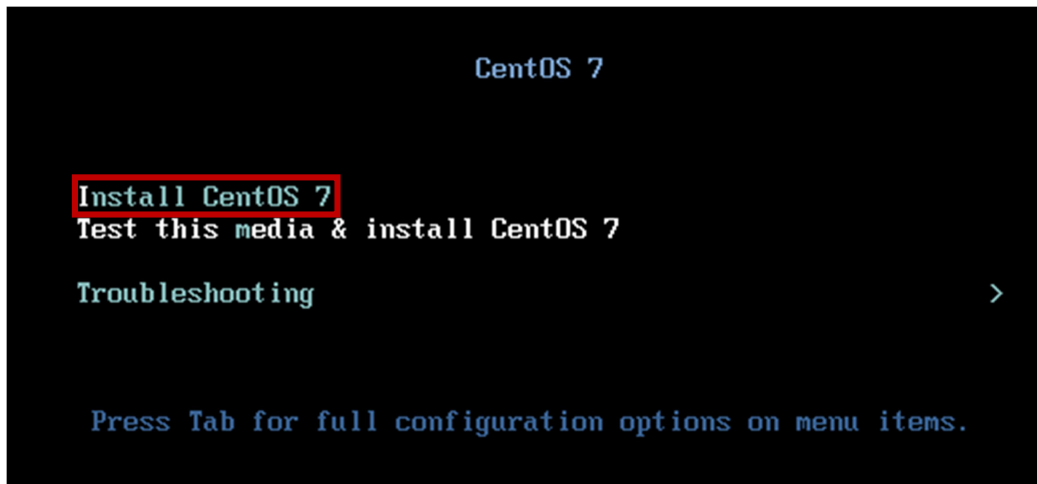 CentOS 7
Install CentOS 7
Test this media & install CentOS 7
Troubleshooting >
Press Tab for full configuration options on menu items.